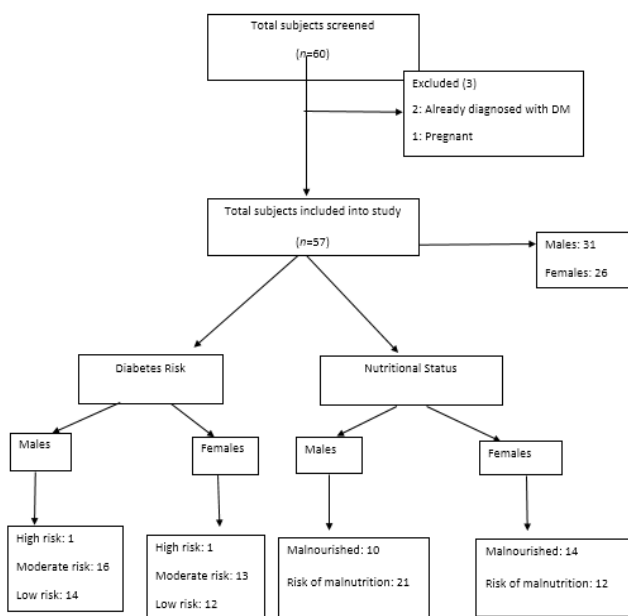 Total subjects screened
(n=60)
Excluded (3)
2: Already diagnosed with DM
1: Pregnant
Total subjects included into study
(n=57)
Males: 31
Females: 26
Diabetes Risk
Nutritional Status
Males
Females
Males
Females
High risk: 1
Moderate risk: 16
Low risk: 14
High risk: 1
Moderate risk: 13
Low risk: 12
Malnourished: 10
Risk of malnutrition: 21
Malnourished: 14
Risk of malnutrition: 12